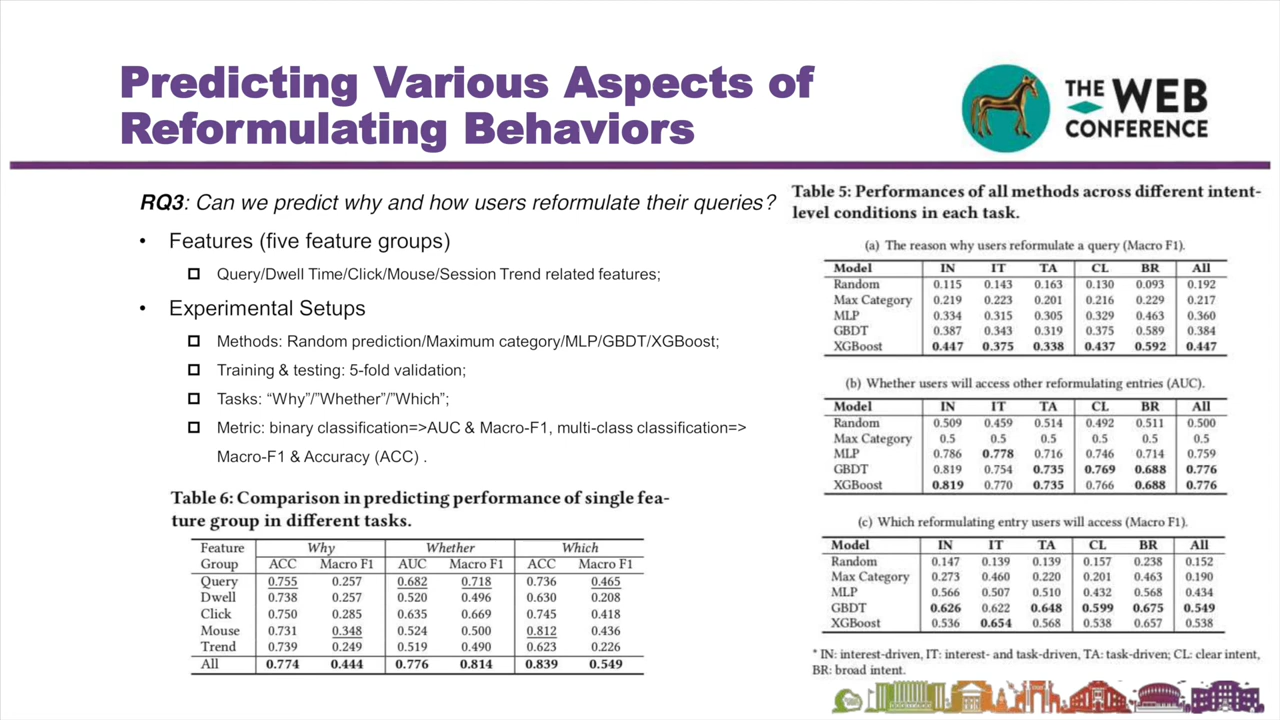 Predicting Various Aspects of
Reformulating Behaviors
THE WEB
CONFERENCE
RQ3: Can we predict why and how users reformulate their queries?
• Features (five feature groups)
Query/Dwell Time/Click/Mouse/Session Trend related features;
• Experimental Setups
Methods: Random prediction/Maximum category/MLP/GBDT/XGBoost;
Training & testing: 5-fold validation;
Tasks: “Why”/”Whether”/”Which”;
Metric: binary classification=>AUC & Macro-F1, multi-class classification=>
Macro-F1 & Accuracy (ACC) .
Table 6: Comparison in predicting performance of single fea-
ture group in different tasks.
Feature Why Whether Which
Group ACC Macro F1 AUC Macro F1 ACC Macro F1
Query 0.755 0.257 0.682 0.718 0.736 0.465
Dwell 0.738 0.257 0.520 0.496 0.630 0.208
Click 0.750 0.285 0.635 0.669 0.745 0.418
Mouse 0.731 0.348 0.524 0.500 0.812 0.436
Trend 0.739 0.249 0.519 0.490 0.623 0.226
All 0.774 0.444 0.776 0.814 0.839 0.549
Table 5: Performances of all methods across different intent-
level conditions in each task.
(a) The reason why users reformulate a query (Macro F1).
Model IN IT TA CL BR All
Random 0.115 0.143 0.163 0.130 0.093 0.192
Max Category 0.219 0.223 0.201 0.216 0.229 0.217
MLP 0.334 0.315 0.305 0.329 0.463 0.360
GBDT 0.387 0.343 0.319 0.375 0.589 0.384
XGBoost 0.447 0.375 0.338 0.437 0.592 0.447
(b) Whether users will access other reformulating entries (AUC).
Model IN IT TA CL BR All
Random 0.509 0.459 0.514 0.492 0.511 0.500
Max Category 0.5 0.5 0.5 0.5 0.5 0.5
MLP 0.786 0.778 0.716 0.746 0.714 0.759
GBDT 0.819 0.754 0.735 0.769 0.688 0.776
XGBoost 0.819 0.770 0.735 0.766 0.688 0.776
(c) Which reformulating entry users will access (Macro F1).
Model IN IT TA CL BR All
Random 0.147 0.139 0.139 0.157 0.238 0.152
Max Category 0.273 0.460 0.220 0.201 0.463 0.190
MLP 0.566 0.507 0.510 0.432 0.568 0.434
GBDT 0.626 0.622 0.648 0.599 0.675 0.549
XGBoost 0.536 0.654 0.568 0.538 0.657 0.538
* IN: interest-driven, IT: interest- and task-driven, TA: task-driven; CL: clear intent,
BR: broad intent.